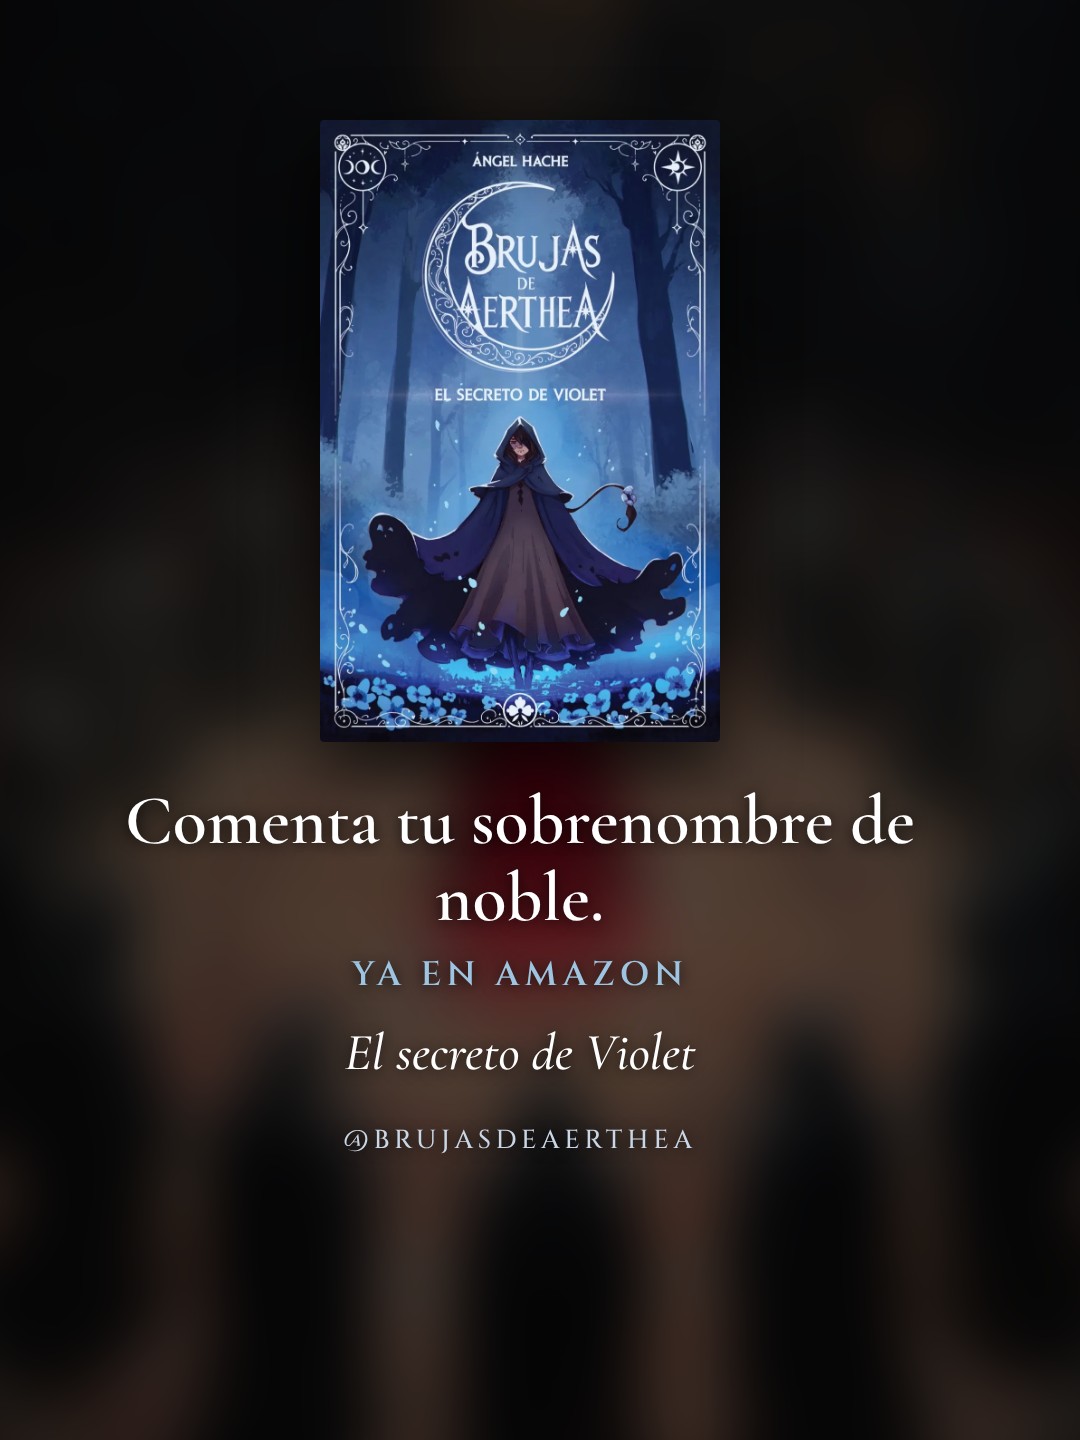 ÁNGEL HACHE
BRUJAS
DE
AERTHEA
EL SECRETO DE VIOLET
Comenta tu sobrenombre de
noble.
YA EN AMAZON
El secreto de Violet
@BRUJASDEAERTHEA